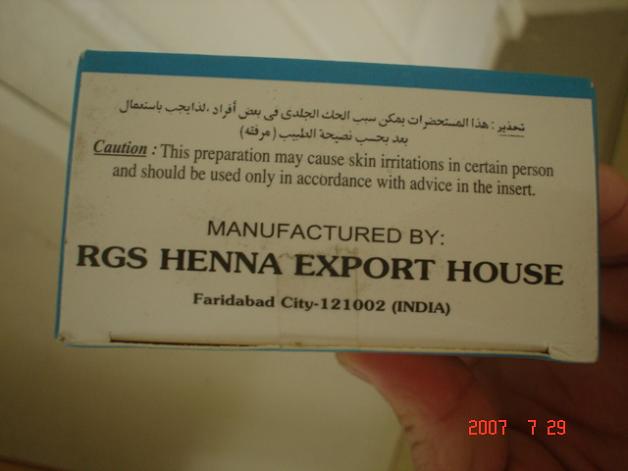 تحذير : هذا المستحضرات يمكن سبب الحك الجلدى فى بعض أفراد ،لذايجب باستعمال
بعد بحسب نصيحة الطبيب ( مرفته)
Caution : This preparation may cause skin irritations in certain person
and should be used only in accordance with advice in the insert.
MANUFACTURED BY:
RGS HENNA EXPORT HOUSE
Faridabad City-121002 (INDIA)
2007 7 29